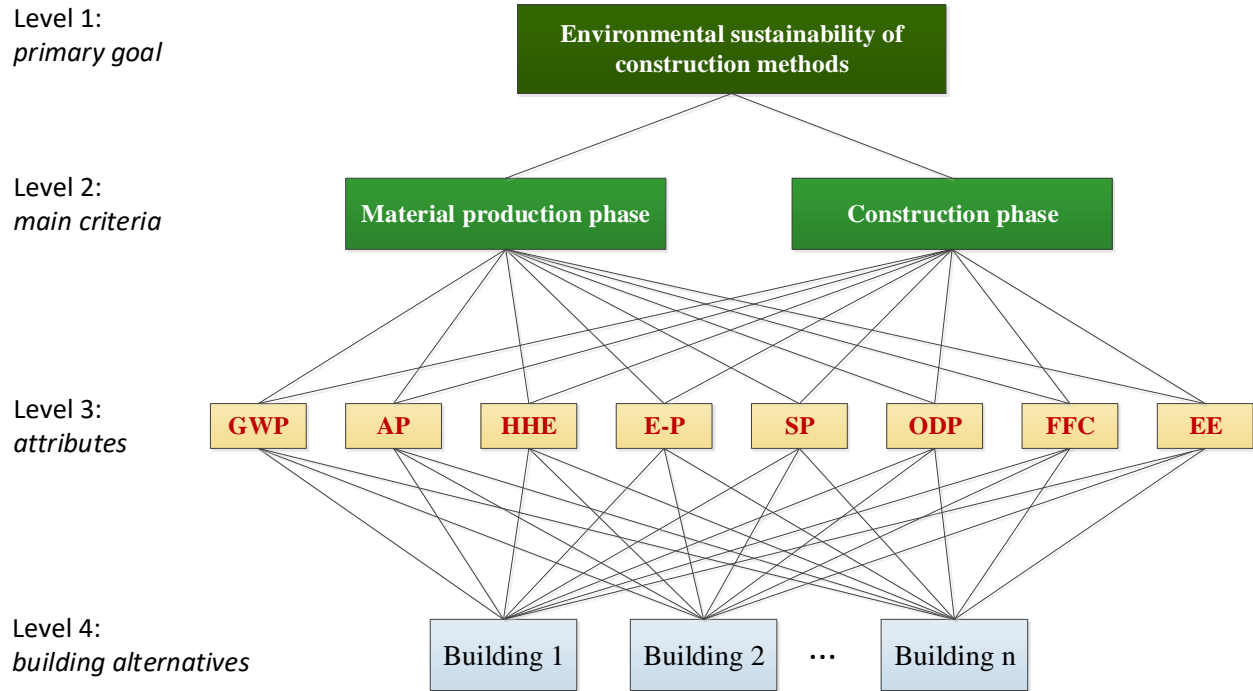 Level 1:
primary goal
Environmental sustainability of
construction methods
Level 2:
main criteria
Material production phase
Construction phase
Level 3:
attributes
GWP
AP
HHE
E-P
SP
ODP
FFC
EE
Level 4:
building alternatives
Building 1
Building 2
...
Building n